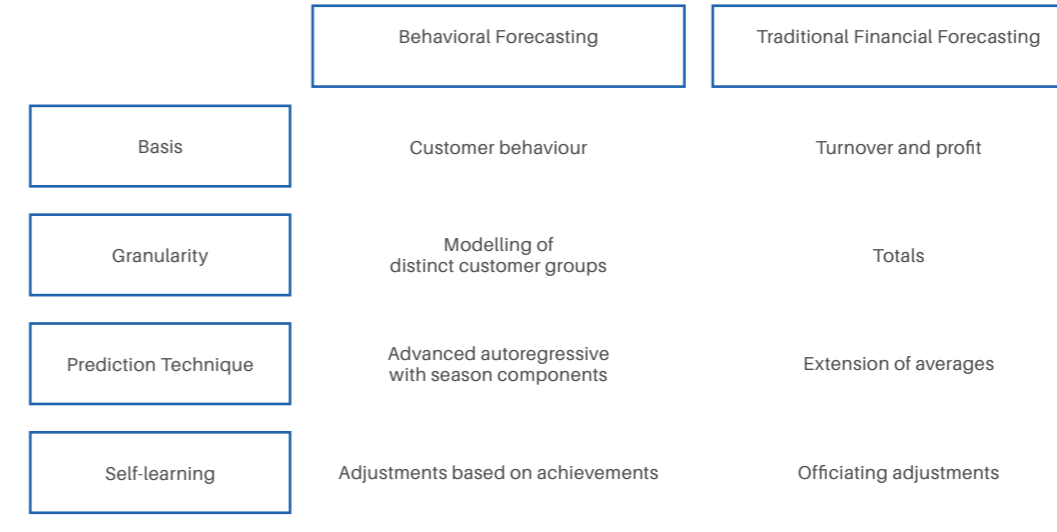 Behavioral Forecasting
Traditional Financial Forecasting
Basis
Customer behaviour
Turnover and profit
Granularity
Modelling of
distinct customer groups
Totals
Prediction Technique
Advanced autoregressive
with season components
Extension of averages
Self-learning
Adjustments based on achievements
Officiating adjustments